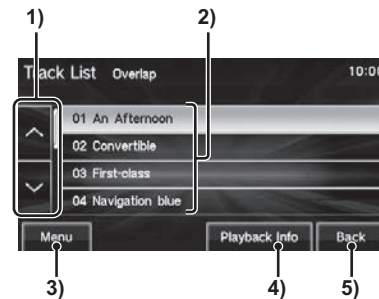 1) 2)
Track List Overlap 10:00
01 An Afternoon
02 Convertible
03 First-class
04 Navigation blue
Menu Playback Info Back
3) 4) 5)